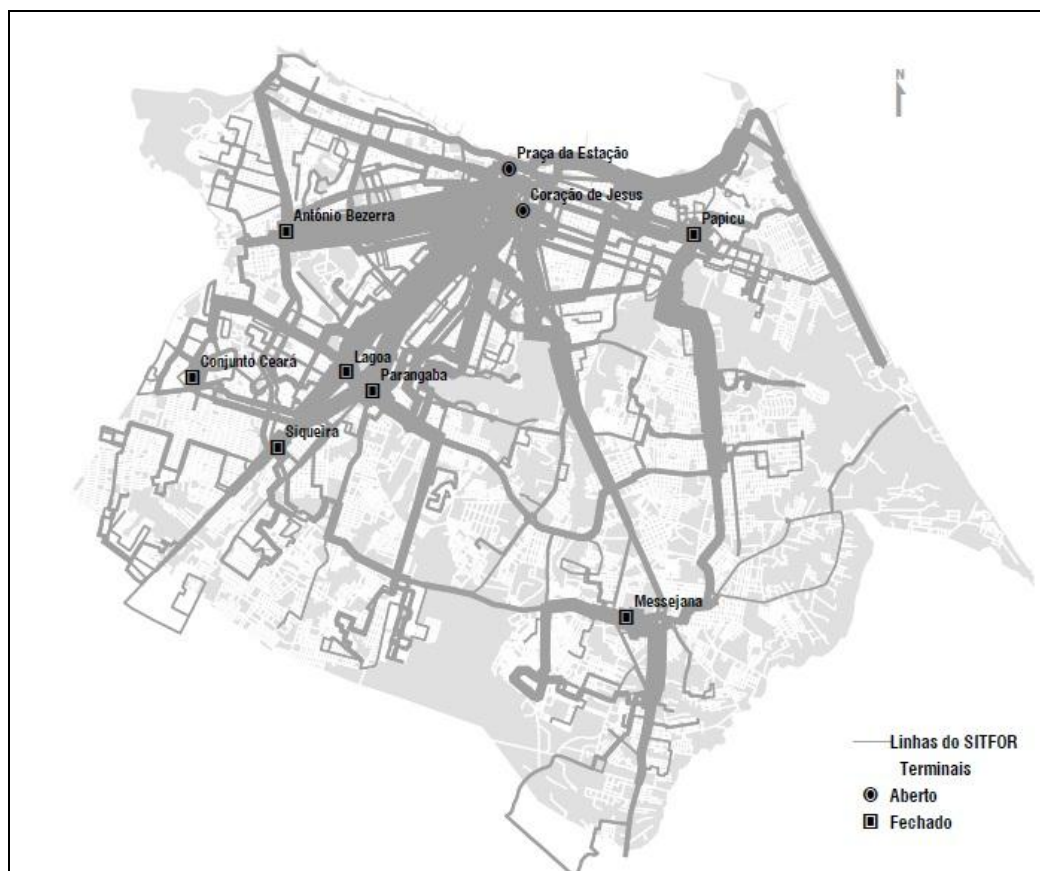 N
Praça da Estação
Coração de Jesus
Antônio Bezerra
Papicu
Lagoa
Conjunto Ceará
Parangaba
Siqueira
Messejana
Linhas do SITFOR
Terminais
Aberto
Fechado